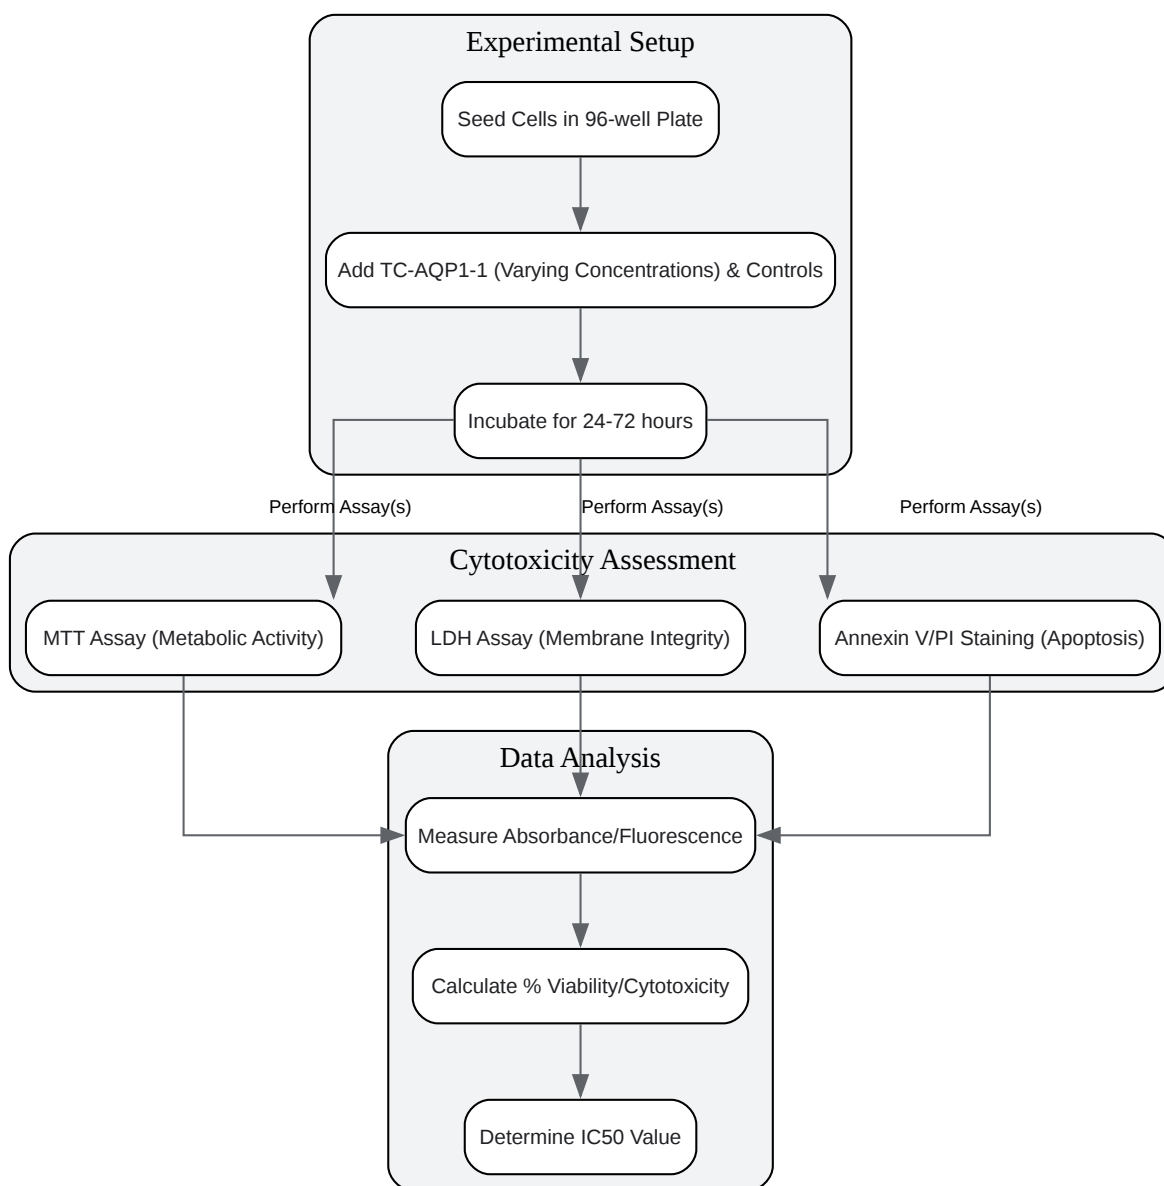 Experimental Setup
Seed Cells in 96-well Plate
Add TC-AQP1-1 (Varying Concentrations) & Controls
Incubate for 24-72 hours
Perform Assay(s)
Perform Assay(s)
Perform Assay(s)
Cytotoxicity Assessment
MTT Assay (Metabolic Activity)
LDH Assay (Membrane Integrity)
Annexin V/PI Staining (Apoptosis)
Data Analysis
Measure Absorbance/Fluorescence
Calculate % Viability/Cytotoxicity
Determine IC50 Value